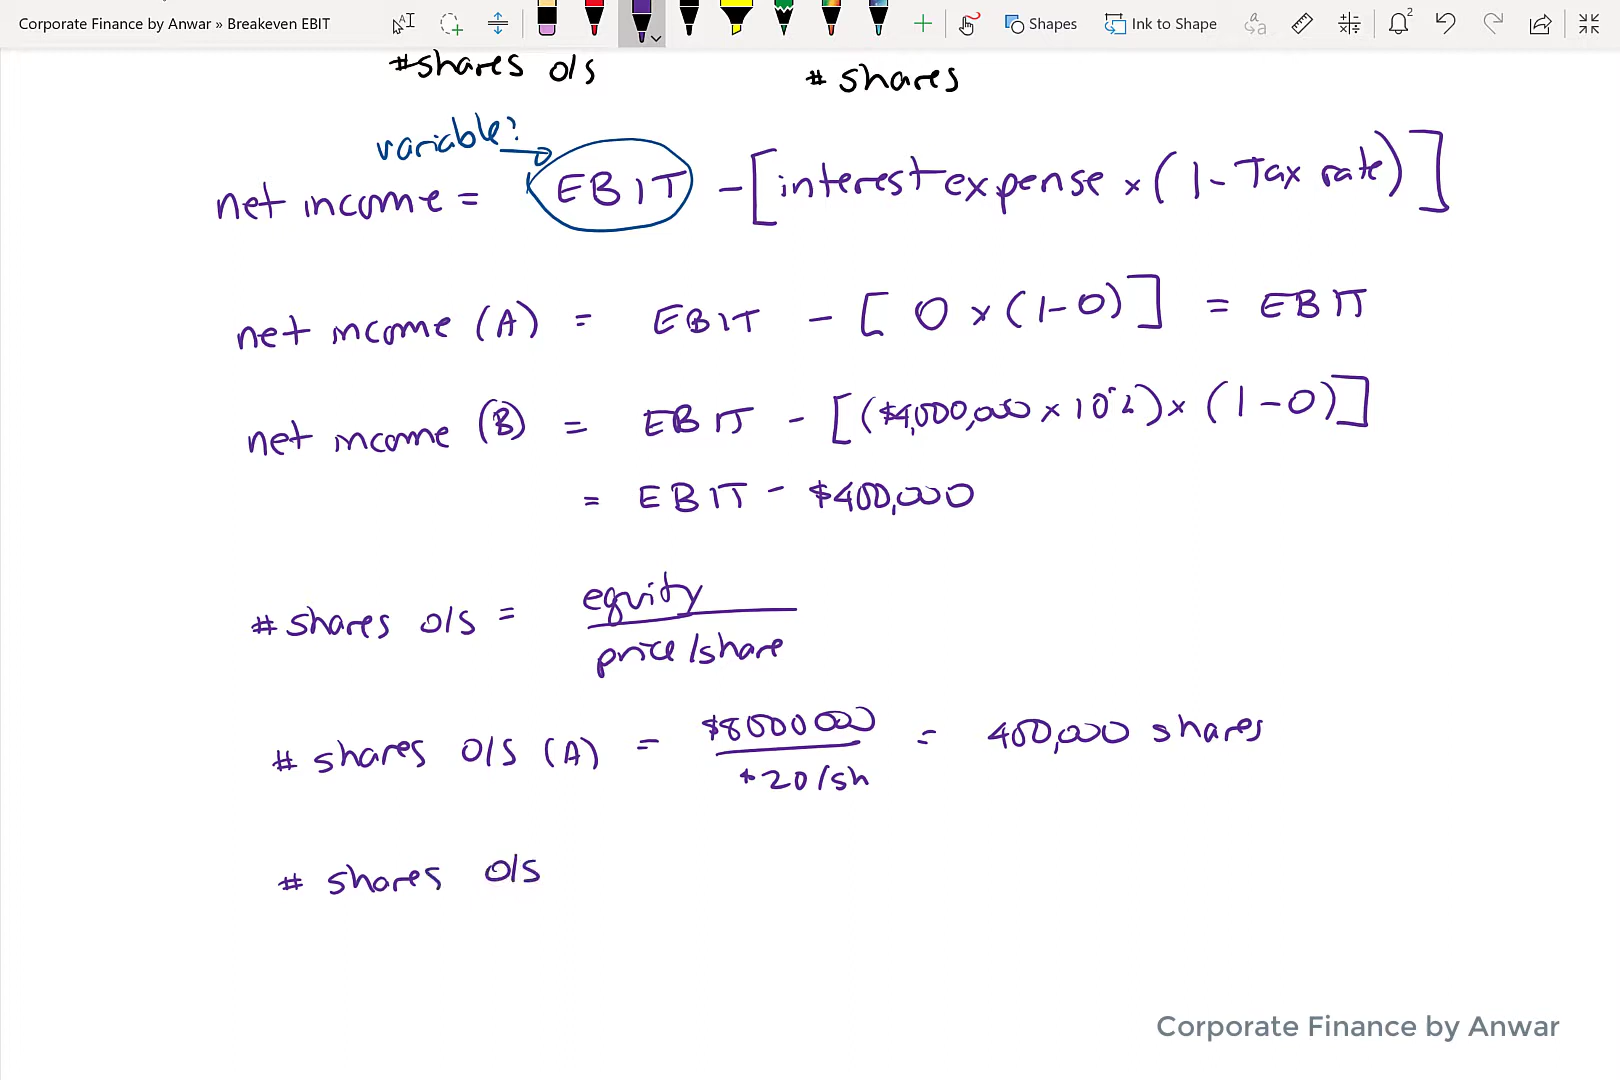 Corporate Finance by Anwar » Breakeven EBIT
Shapes
Ink to Shape
2
#shares o/s
# shares
variable?
net income = EBIT - [interest expense × (1 - Tax rate)]
net income (A) = EBIT - [0 × (1-0)] = EBIT
net income (B) = EBIT - [($4,000,000 × 10%) × (1-0)]
= EBIT - $400,000
# shares o/s = equity
price/share
# shares o/s (A) = $8000000 = 400,000 shares
$20/sh
# shares o/s
Corporate Finance by Anwar